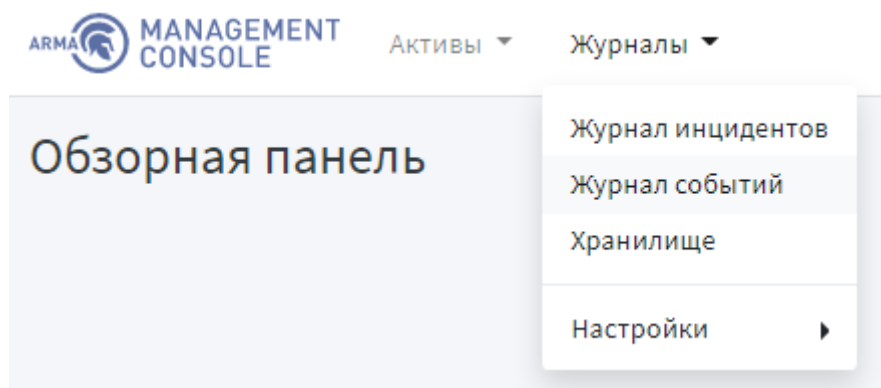 ARMA MANAGEMENT CONSOLE
Активы
Журналы
Обзорная панель
Журнал инцидентов
Журнал событий
Хранилище
Настройки